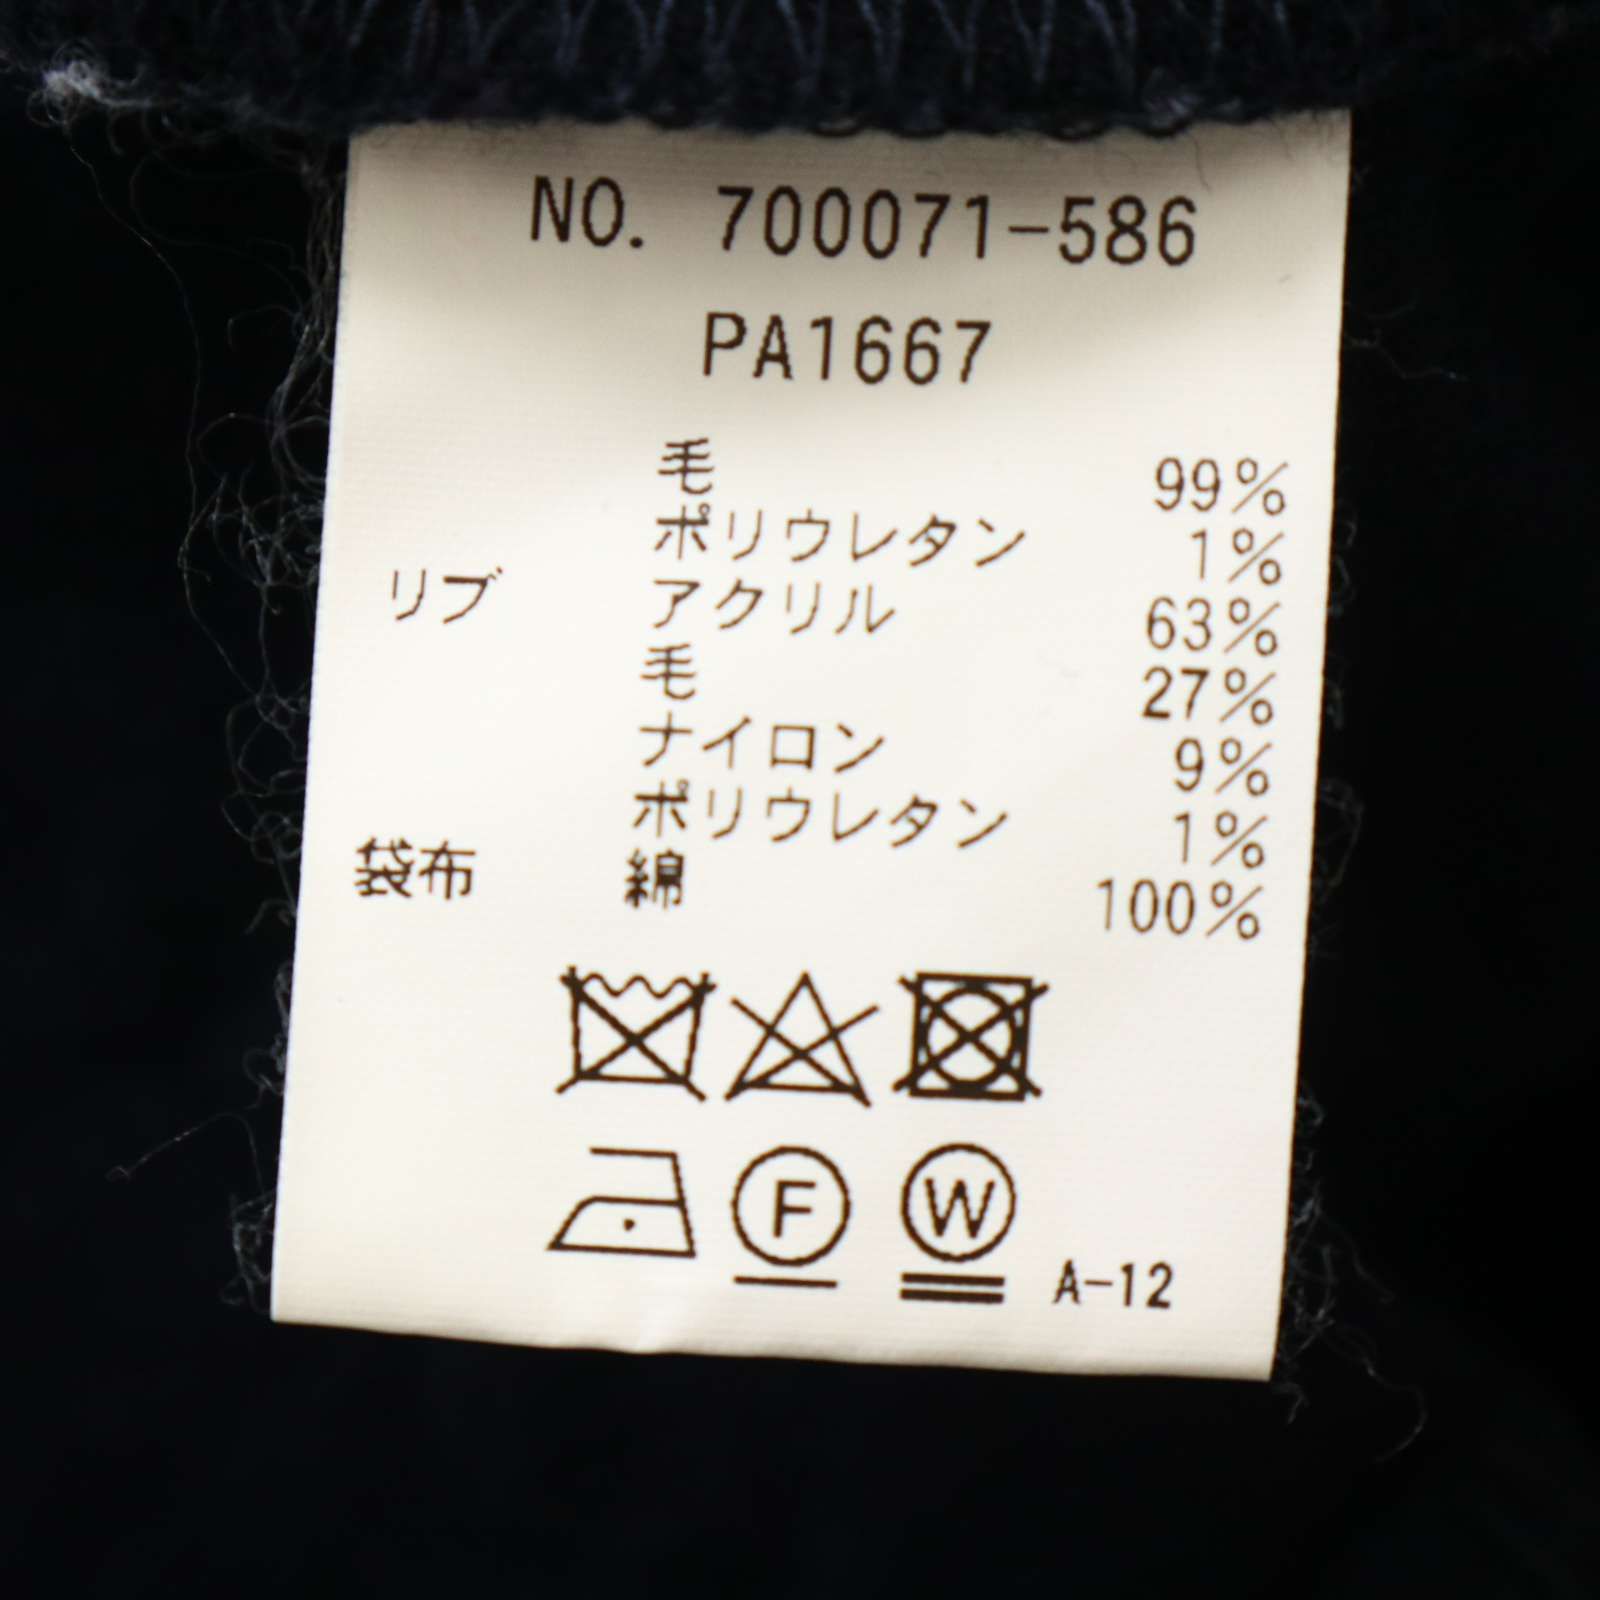 NO. 700071-586
PA1667
毛 99%
ポリウレタン 1%
リブ アクリル 63%
毛 27%
ナイロン 9%
ポリウレタン 1%
袋布 綿 100%
F W A-12